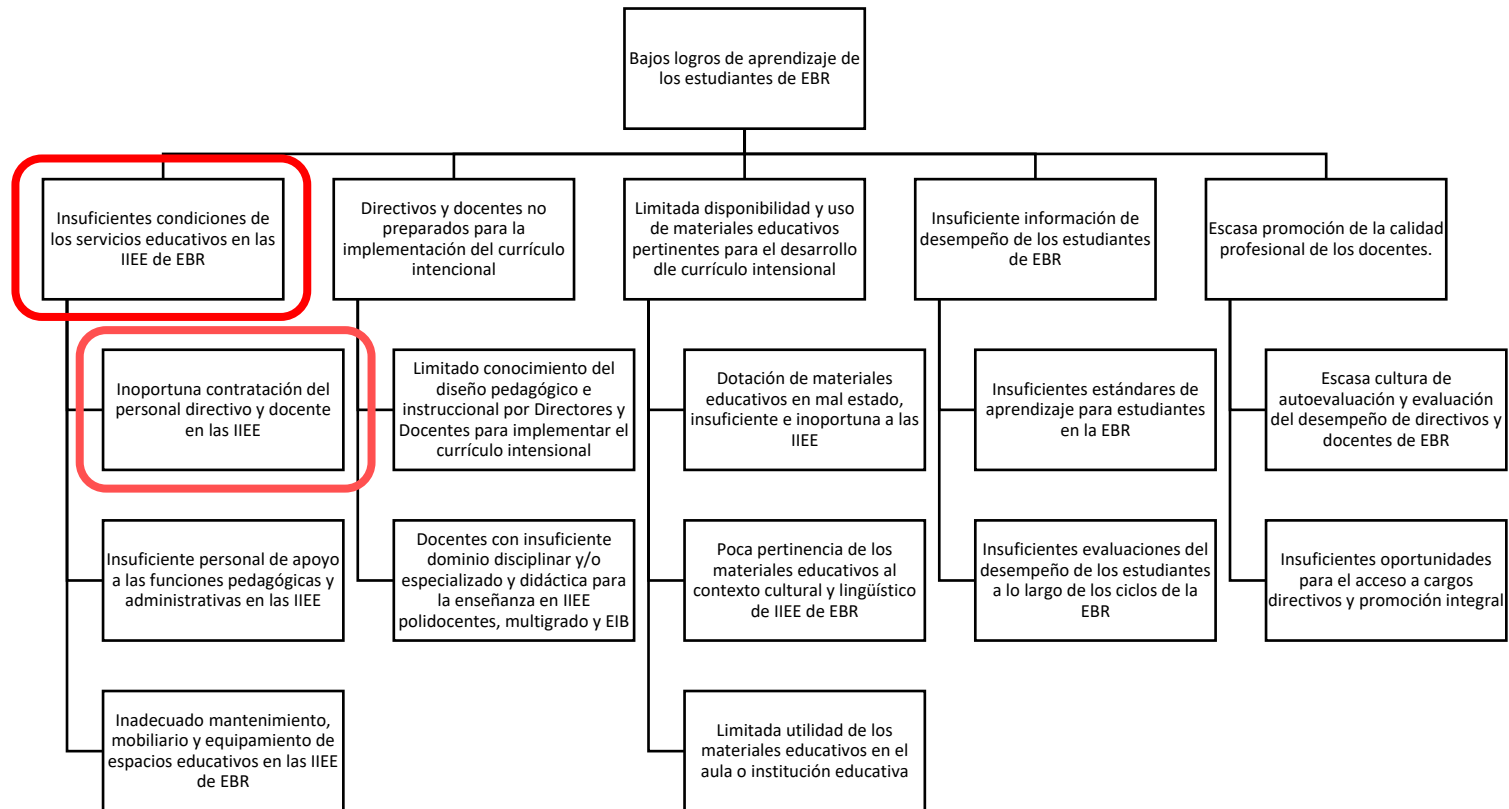 Bajos logros de aprendizaje de
los estudiantes de EBR
Insuficientes condiciones de
los servicios educativos en las
IIEE de EBR
Directivos y docentes no
preparados para la
implementación del currículo
intencional
Limitada disponibilidad y uso
de materiales educativos
pertinentes para el desarrollo
dle currículo intensional
Insuficiente información de
desempeño de los estudiantes
de EBR
Escasa promoción de la calidad
profesional de los docentes.
Inoportuna contratación del
personal directivo y docente
en las IIEE
Limitado conocimiento del
diseño pedagógico e
instruccional por Directores y
Docentes para implementar el
currículo intensional
Dotación de materiales
educativos en mal estado,
insuficiente e inoportuna a las
IIEE
Insuficientes estándares de
aprendizaje para estudiantes
en la EBR
Escasa cultura de
autoevaluación y evaluación
del desempeño de directivos y
docentes de EBR
Insuficiente personal de apoyo
a las funciones pedagógicas y
administrativas en las IIEE
Docentes con insuficiente
dominio disciplinar y/o
especializado y didáctica para
la enseñanza en IIEE
polidocentes, multigrado y EIB
Poca pertinencia de los
materiales educativos al
contexto cultural y lingüístico
de IIEE de EBR
Insuficientes evaluaciones del
desempeño de los estudiantes
a lo largo de los ciclos de la
EBR
Insuficientes oportunidades
para el acceso a cargos
directivos y promoción integral
Inadecuado mantenimiento,
mobiliario y equipamiento de
espacios educativos en las IIEE
de EBR
Limitada utilidad de los
materiales educativos en el
aula o institución educativa